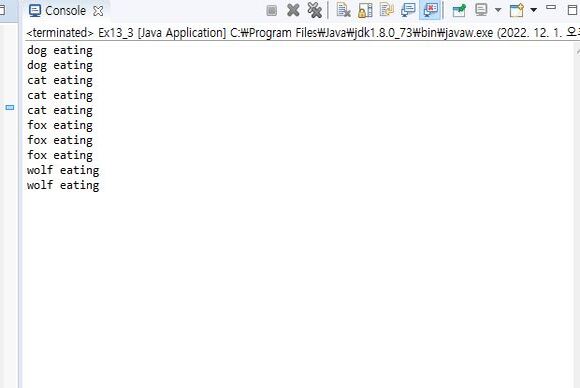 Console
<terminated> Ex13_3 [Java Application] C:₩Program Files₩Java₩jdk1.8.0_73₩bin₩javaw.exe (2022. 12. 1. 오
dog eating
dog eating
cat eating
cat eating
cat eating
fox eating
fox eating
fox eating
wolf eating
wolf eating